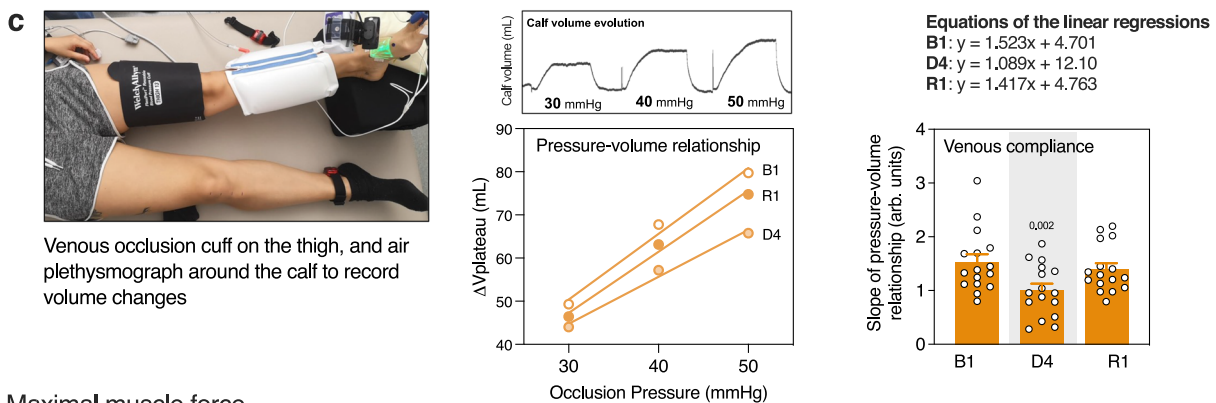 c
WelchAllyn
Venous occlusion cuff on the thigh, and air
plethysmograph around the calf to record
volume changes
Calf volume evolution
Calf volume (mL)
30 mmHg
40 mmHg
50 mmHg
Pressure-volume relationship
ΔVplateau (mL)
90
80
70
60
50
40
B1
R1
D4
30
40
50
Occlusion Pressure (mmHg)
Equations of the linear regressions
B1: y = 1.523x + 4.701
D4: y = 1.089x + 12.10
R1: y = 1.417x + 4.763
Venous compliance
Slope of pressure-volume
relationship (arb. units)
4
3
2
1
0
0.002
B1
D4
R1
Maximal muscle force